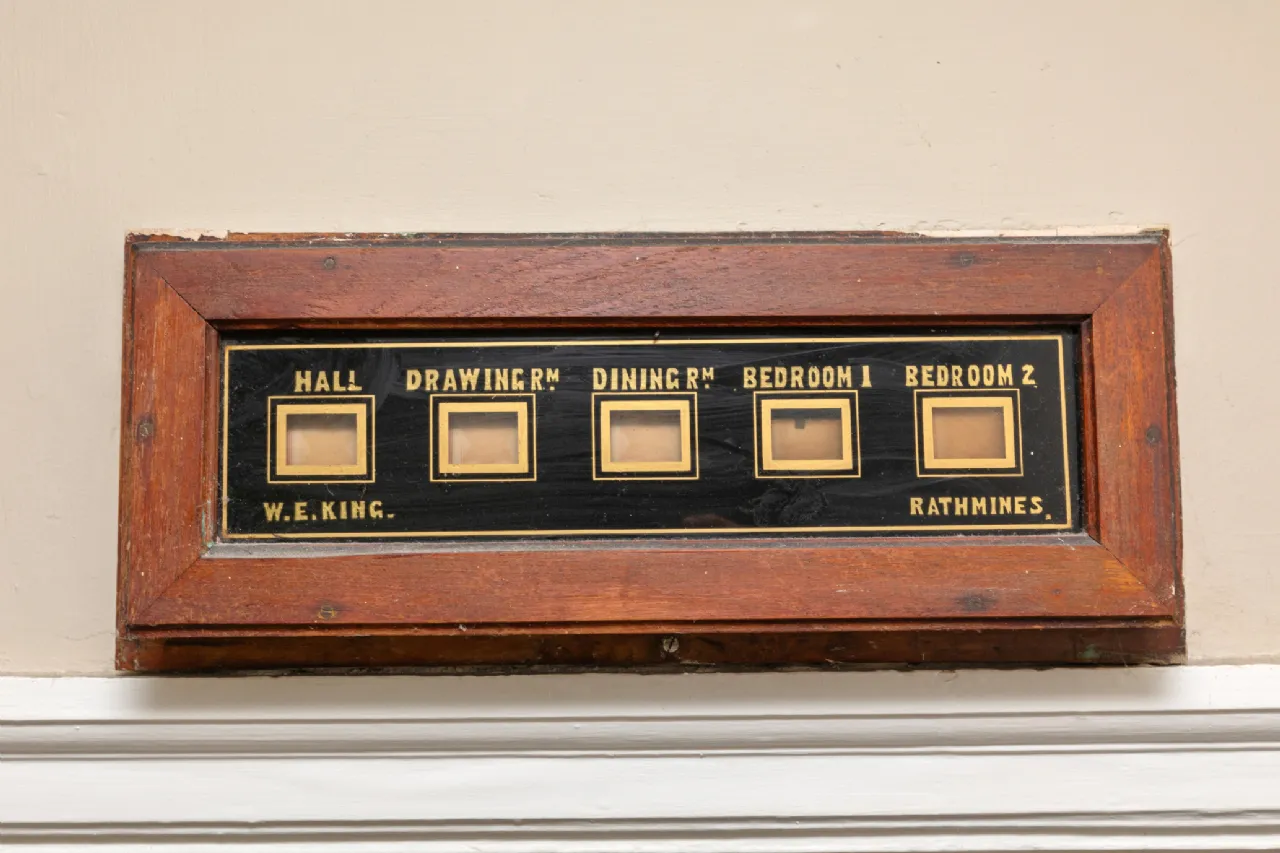 HALL DRAWING RM DINING RM BEDROOM 1 BEDROOM 2
W.E.KING. RATHMINES.